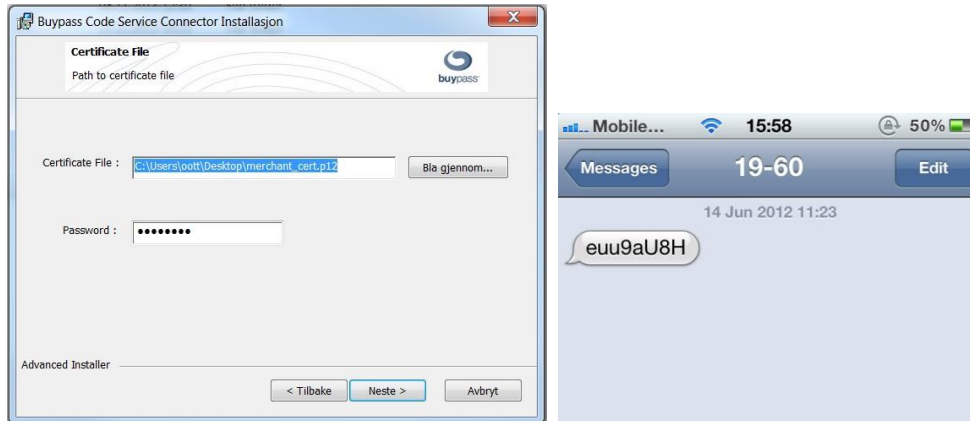 Buypass Code Service Connector Installasjon
Certificate File
Path to certificate file
buypass
Certificate File :
C:\Users\oott\Desktop\merchant_cert.p12
Bla gjennom...
Password :
Advanced Installer
< Tilbake
Neste >
Avbryt
Mobile...
15:58
50%
Messages
19-60
Edit
14 Jun 2012 11:23
euu9aU8H